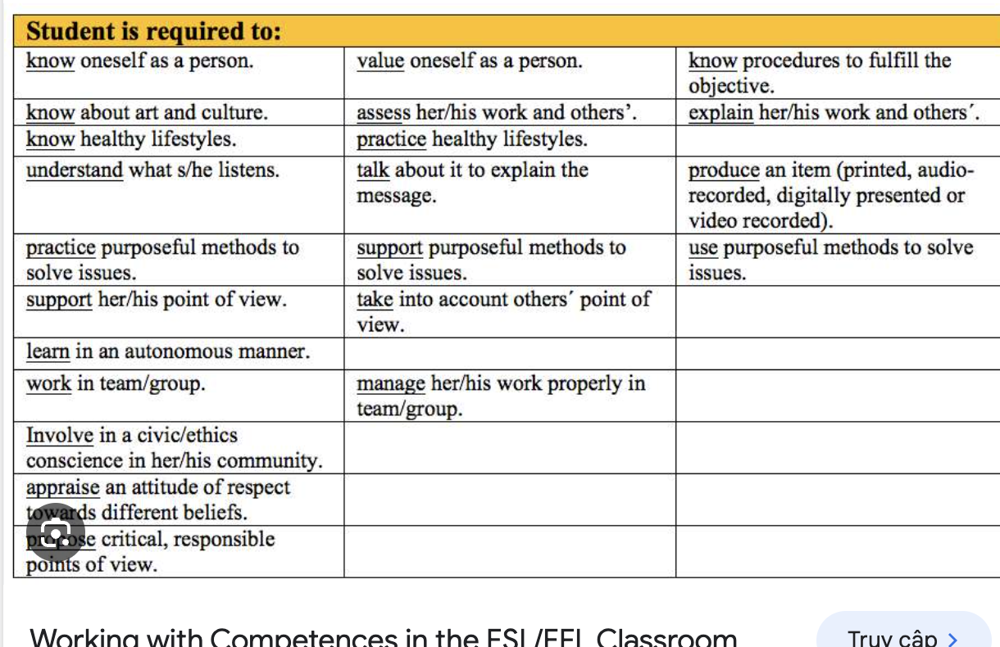 Student is required to:
know oneself as a person.
value oneself as a person.
know procedures to fulfill the
objective.
know about art and culture.
assess her/his work and others’.
explain her/his work and others´.
know healthy lifestyles.
practice healthy lifestyles.
understand what s/he listens.
talk about it to explain the
message.
produce an item (printed, audio-
recorded, digitally presented or
video recorded).
practice purposeful methods to
solve issues.
support purposeful methods to
solve issues.
use purposeful methods to solve
issues.
support her/his point of view.
take into account others´ point of
view.
learn in an autonomous manner.
work in team/group.
manage her/his work properly in
team/group.
Involve in a civic/ethics
conscience in her/his community.
appraise an attitude of respect
towards different beliefs.
propose critical, responsible
points of view.
Working with Competences in the ESL/EFL Classroom
Truy cập